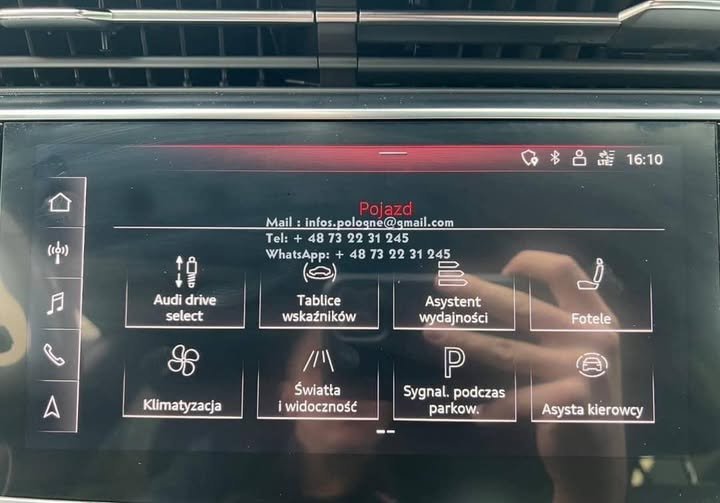 LTE
16:10
Pojazd
Mail : infos.pologne@gmail.com
Tel: + 48 73 22 31 245
WhatsApp: + 48 73 22 31 245
Audi drive
select
Tablice
wskaźników
Asystent
wydajności
Fotele
Klimatyzacja
Światła
i widoczność
P
Sygnal. podczas
parkow.
Asysta kierowcy